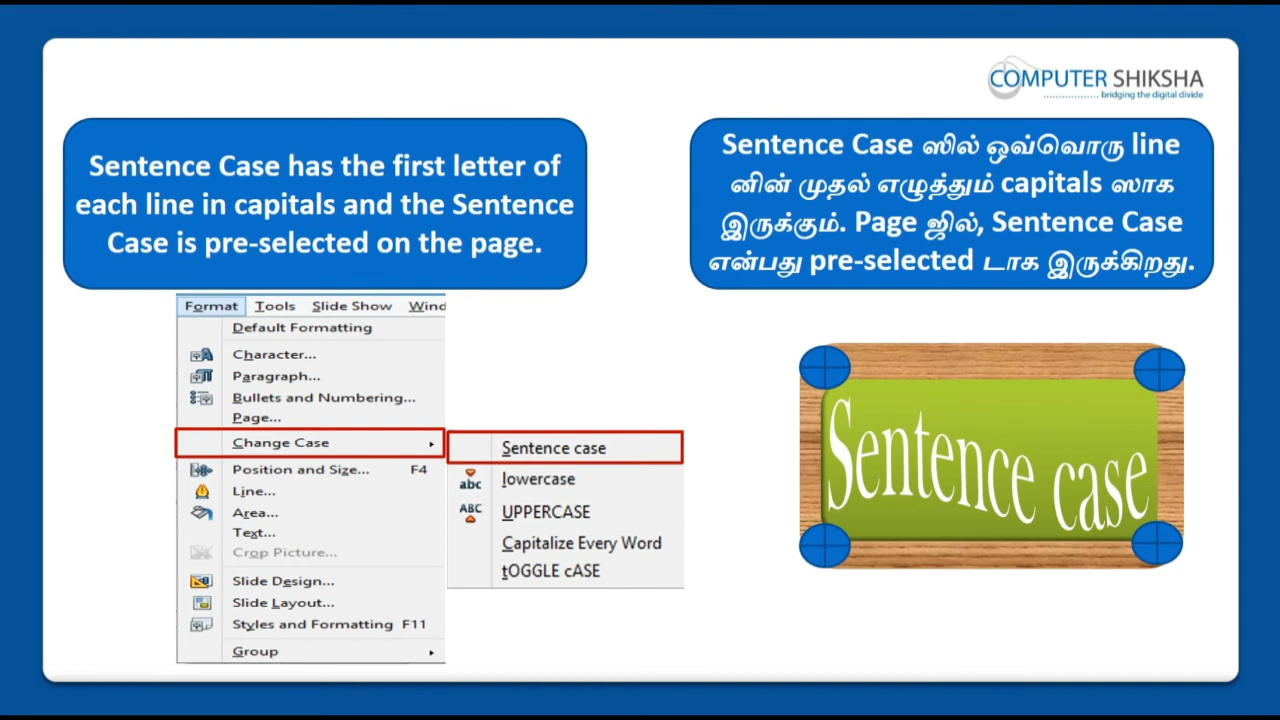 COMPUTER SHIKSHA
bridging the digital divide
Sentence Case has the first letter of
each line in capitals and the Sentence
Case is pre-selected on the page.
Sentence Case ஸில் ஒவ்வொரு line
னின் முதல் எழுத்தும் capitals ஸாக
இருக்கும். Page ஜில், Sentence Case
என்பது pre-selected டாக இருக்கிறது.
Format Tools Slide Show Wind
Default Formatting
Character...
Paragraph...
Bullets and Numbering...
Page...
Change Case
Position and Size... F4
Line...
Area...
Text...
Crop Picture...
Slide Design...
Slide Layout...
Styles and Formatting F11
Group
Sentence case
abc lowercase
ABC UPPERCASE
Capitalize Every Word
tOGGLE cASE
Sentence case